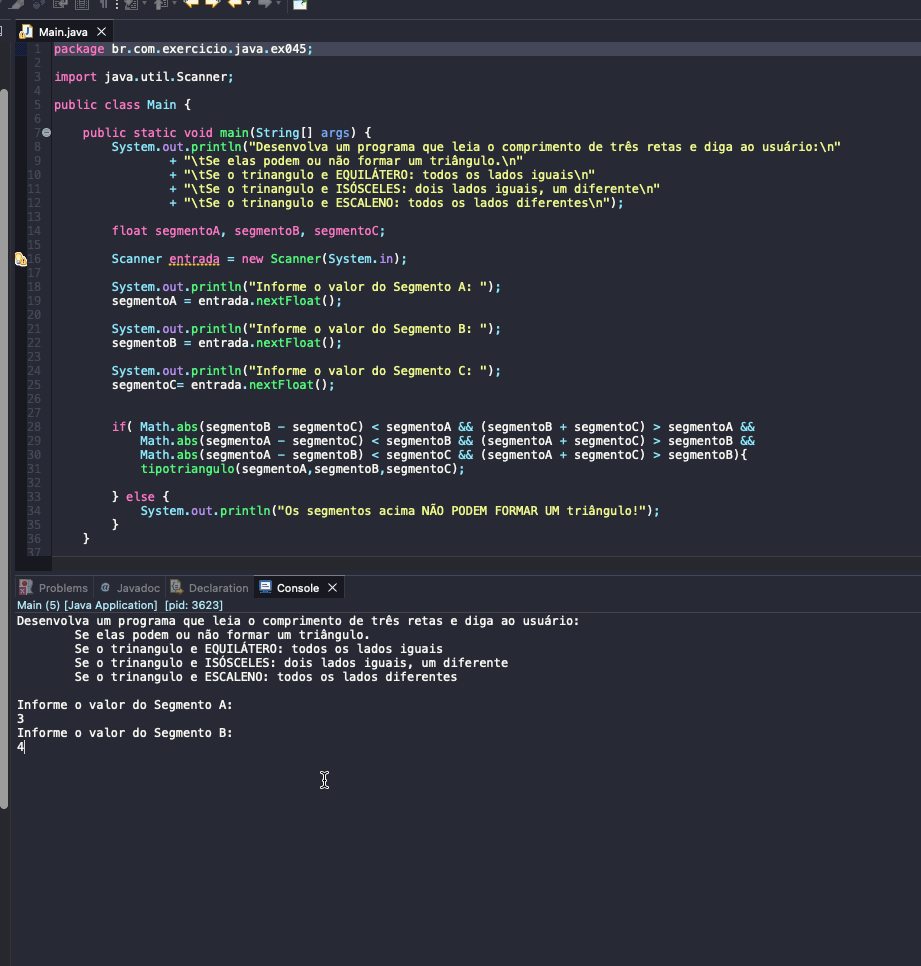 Main.java
1 package br.com.exercicio.java.ex045;
2
3 import java.util.Scanner;
4
5 public class Main {
6
7 public static void main(String[] args) {
8 System.out.println("Desenvolva um programa que leia o comprimento de três retas e diga ao usuário:\n"
9 + "\tSe elas podem ou não formar um triângulo.\n"
10 + "\tSe o trinangulo e EQUILÁTERO: todos os lados iguais\n"
11 + "\tSe o trinangulo e ISÓSCELES: dois lados iguais, um diferente\n"
12 + "\tSe o trinangulo e ESCALENO: todos os lados diferentes\n");
13
14 float segmentoA, segmentoB, segmentoC;
15
16 Scanner entrada = new Scanner(System.in);
17
18 System.out.println("Informe o valor do Segmento A: ");
19 segmentoA = entrada.nextFloat();
20
21 System.out.println("Informe o valor do Segmento B: ");
22 segmentoB = entrada.nextFloat();
23
24 System.out.println("Informe o valor do Segmento C: ");
25 segmentoC= entrada.nextFloat();
26
27
28 if( Math.abs(segmentoB - segmentoC) < segmentoA && (segmentoB + segmentoC) > segmentoA &&
29 Math.abs(segmentoA - segmentoC) < segmentoB && (segmentoA + segmentoC) > segmentoB &&
30 Math.abs(segmentoA - segmentoB) < segmentoC && (segmentoA + segmentoC) > segmentoB){
31 tipotriangulo(segmentoA,segmentoB,segmentoC);
32
33 } else {
34 System.out.println("Os segmentos acima NÃO PODEM FORMAR UM triângulo!");
35 }
36 }
37
Problems Javadoc Declaration Console
Main (5) [Java Application] [pid: 3623]
Desenvolva um programa que leia o comprimento de três retas e diga ao usuário:
Se elas podem ou não formar um triângulo.
Se o trinangulo e EQUILÁTERO: todos os lados iguais
Se o trinangulo e ISÓSCELES: dois lados iguais, um diferente
Se o trinangulo e ESCALENO: todos os lados diferentes
Informe o valor do Segmento A:
3
Informe o valor do Segmento B:
4